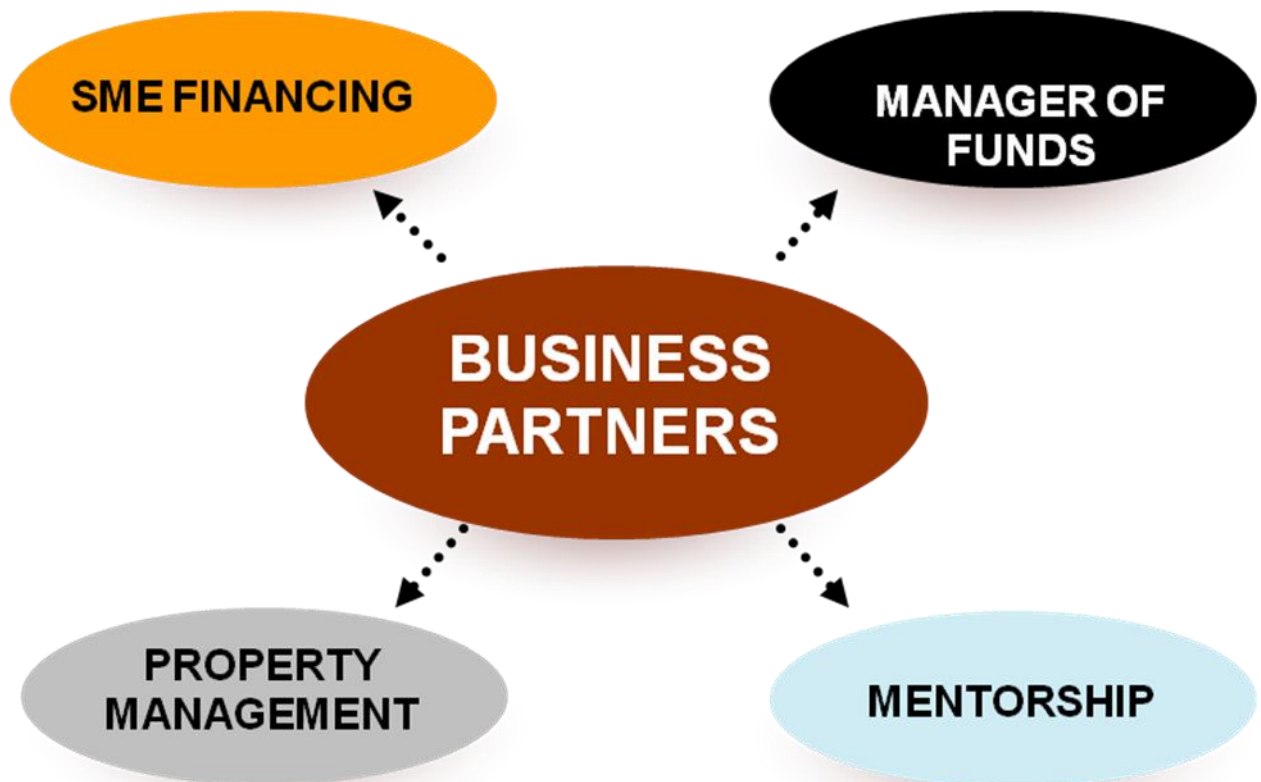 SME FINANCING
MANAGER OF
FUNDS
BUSINESS
PARTNERS
PROPERTY
MANAGEMENT
MENTORSHIP